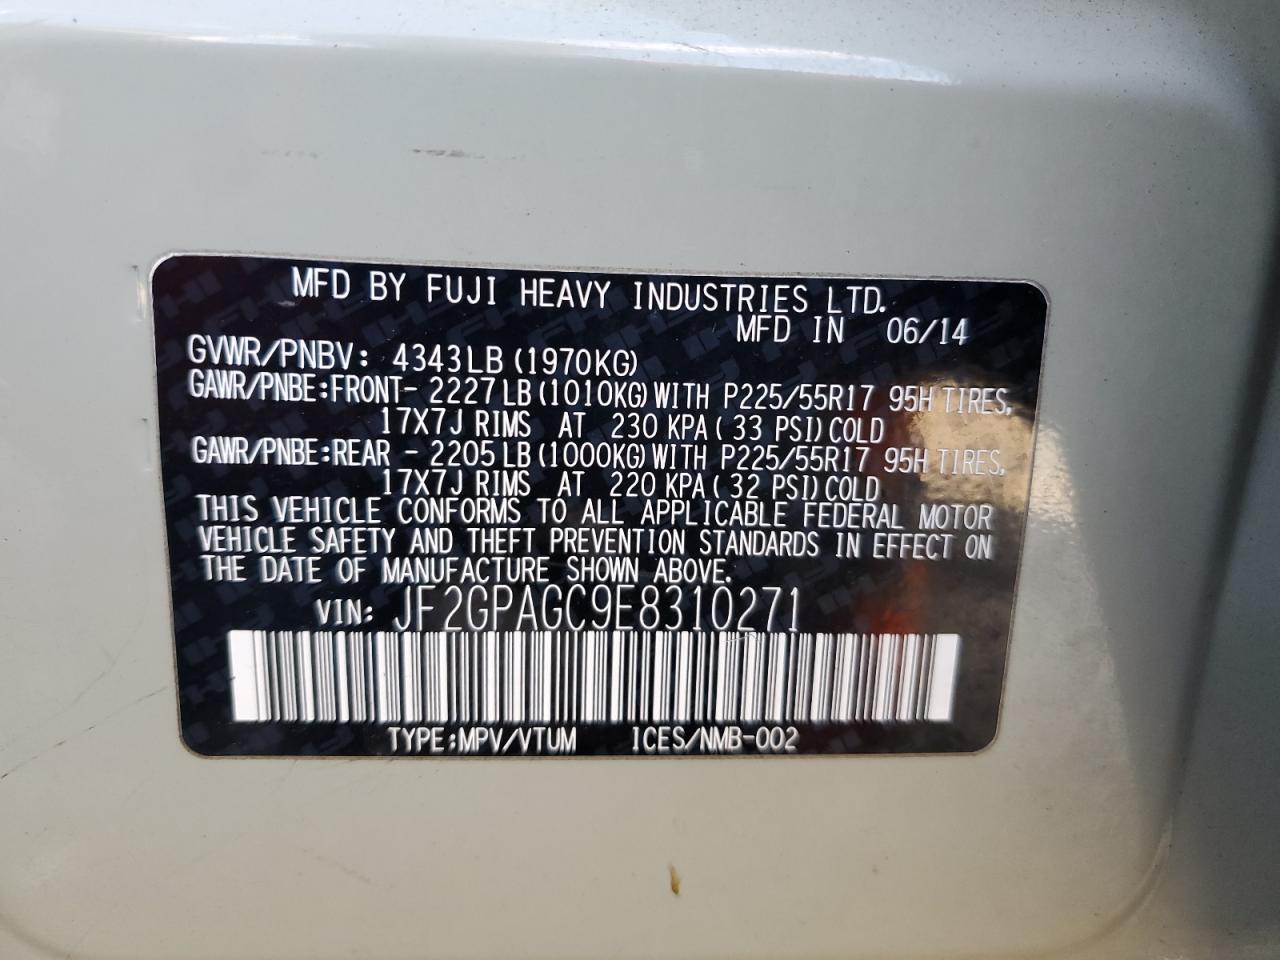 MFD BY FUJI HEAVY INDUSTRIES LTD.
MFD IN 06/14
GVWR/PNBV: 4343LB(1970KG)
GAWR/PNBE:FRONT- 2227LB(1010KG)WITH P225/55R17 95H TIRES,
17X7J RIMS AT 230 KPA( 33 PSI)COLD
GAWR/PNBE:REAR - 2205LB(1000KG)WITH P225/55R17 95H TIRES,
17X7J RIMS AT 220 KPA( 32 PSI)COLD
THIS VEHICLE CONFORMS TO ALL APPLICABLE FEDERAL MOTOR
VEHICLE SAFETY AND THEFT PREVENTION STANDARDS IN EFFECT ON
THE DATE OF MANUFACTURE SHOWN ABOVE.
VIN: JF2GPAGC9E8310271
TYPE:MPV/VTUM ICES/NMB-002